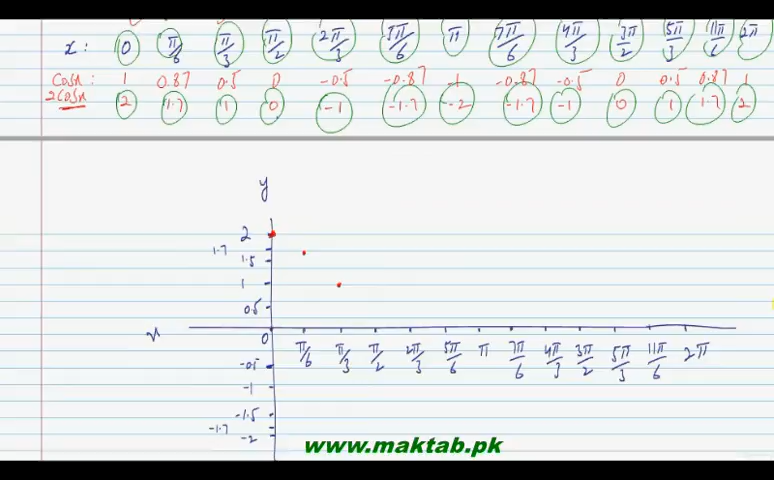 x: 0 π/6 π/3 π/2 2π/3 5π/6 π 7π/6 4π/3 3π/2 5π/3 11π/6 2π
Cosx: 1 0.87 0.5 0 -0.5 -0.87 1 -0.87 -0.5 0 0.5 0.87 1
2Cosx 2 1.7 1 0 -1 -1.7 -2 -1.7 -1 0 1 1.7 2
y
2
1.7
1.5
1
0.5
x
0 π/6 π/3 π/2 2π/3 5π/6 π 7π/6 4π/3 3π/2 5π/3 11π/6 2π
-0.5
-1
-1.5
-1.7
-2
www.maktab.pk